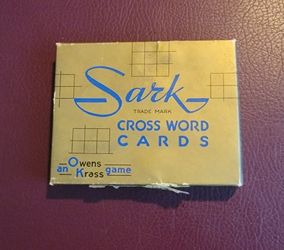 Sark
TRADE MARK
CROSS WORD
CARDS
an Owens Krass game